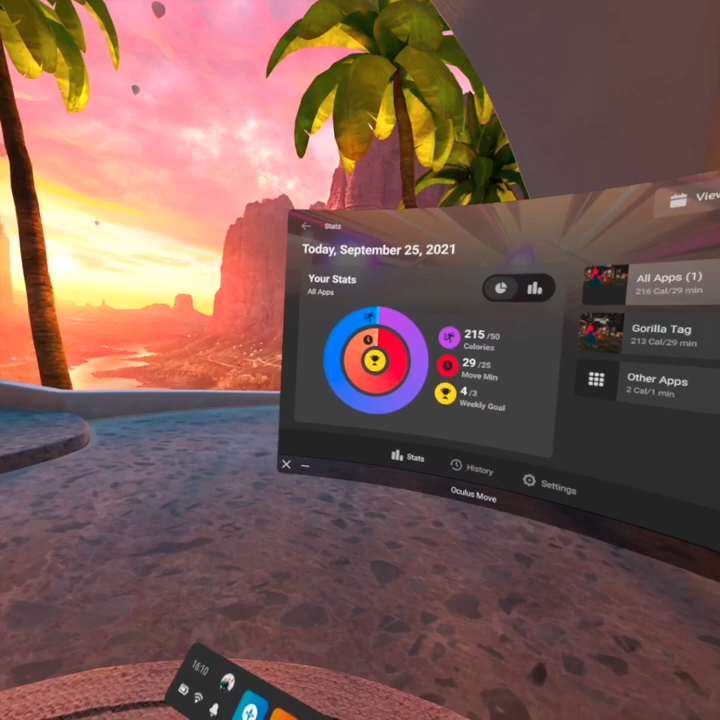 View
Stats
Today, September 25, 2021
Your Stats
All Apps
215 /50
Calories
29 /25
Move Min
4 /3
Weekly Goal
All Apps (1)
216 Cal/29 min
Gorilla Tag
213 Cal/29 min
Other Apps
2 Cal/1 min
Stats
History
Settings
Oculus Move
16:10